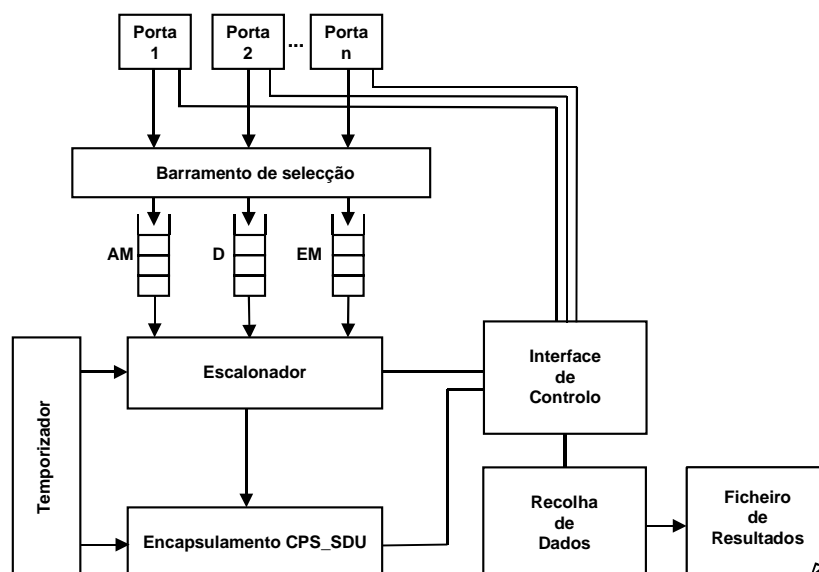 Porta
1
Porta
2
...
Porta
n
Barramento de selecção
AM
D
EM
Escalonador
Interface
de
Controlo
Temporizador
Encapsulamento CPS_SDU
Recolha
de
Dados
Ficheiro
de
Resultados